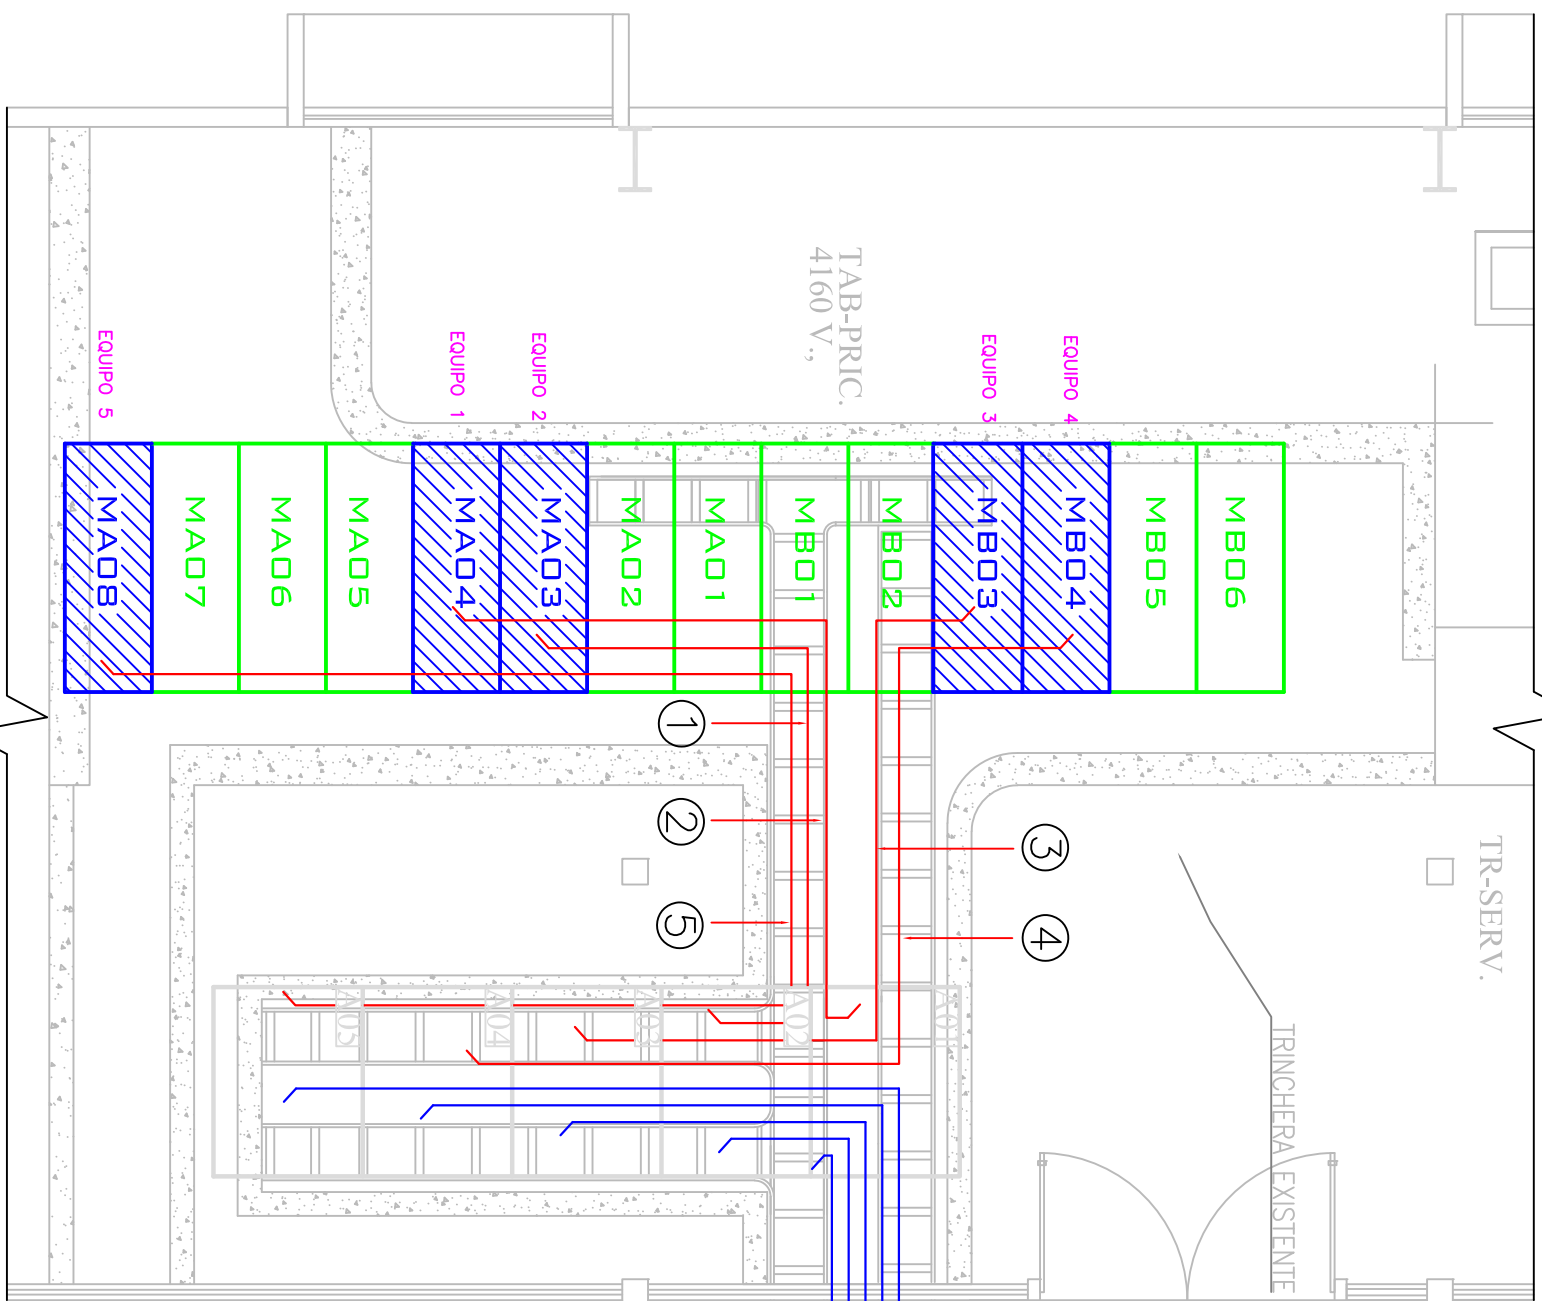 TAB-PRIC.
4160 V.,
EQUIPO 5
EQUIPO 1
EQUIPO 2
EQUIPO 3
EQUIPO 4
MA08
MA07
MA06
MA05
MA04
MA03
MA02
MA01
MB01
MB02
MB03
MB04
MB05
MB06
1
2
5
3
4
TR-SERV.
TRINCHERA EXISTENTE
A05
A04
A03
A02
A01